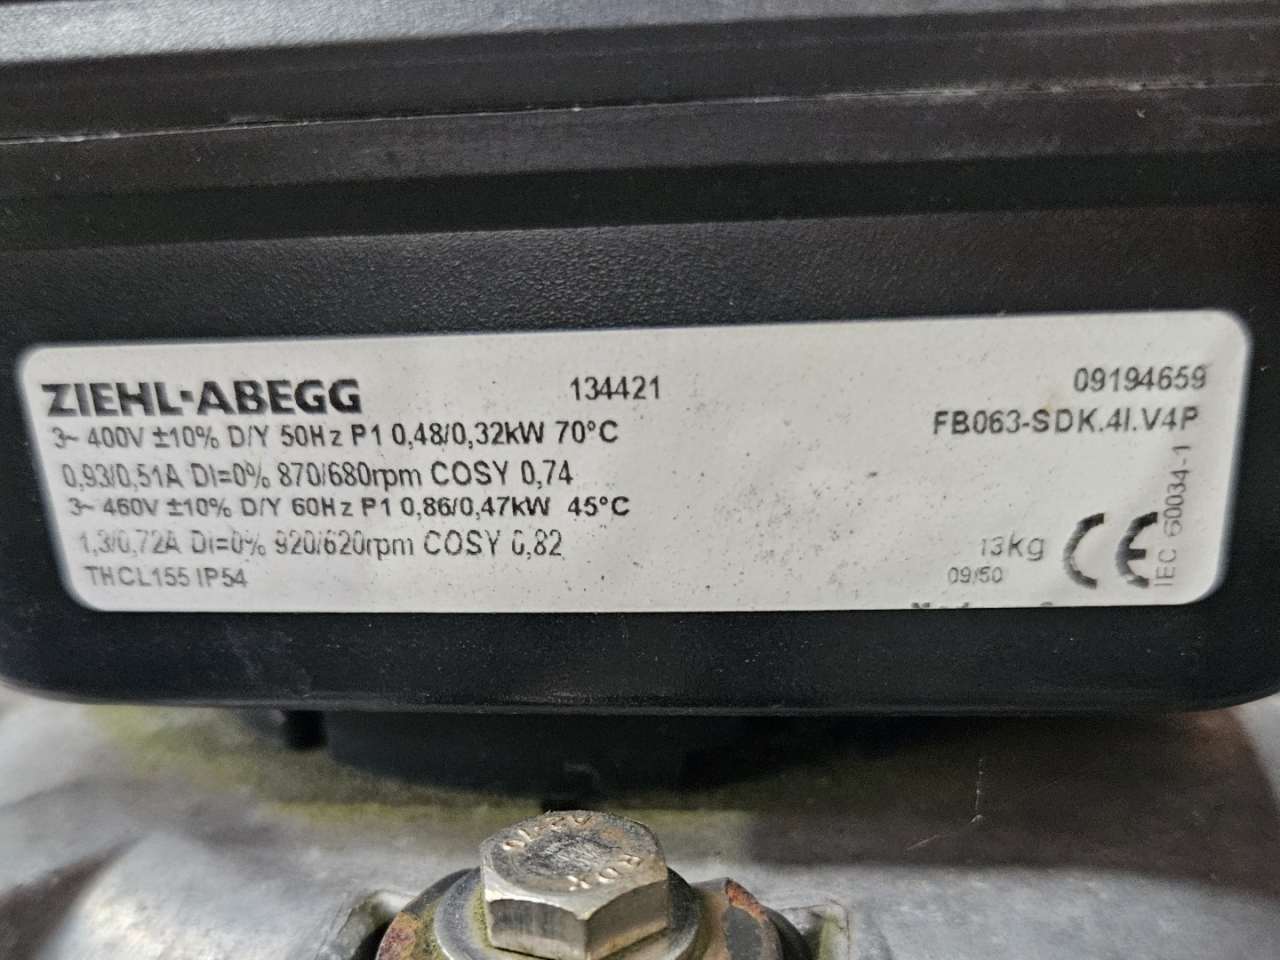 ZIEHL-ABEGG 134421 09194659
3~ 400V ±10% D/Y 50Hz P1 0,48/0,32kW 70°C FB063-SDK.4I.V4P
0,93/0,51A DI=0% 870/680rpm COSY 0,74
3~ 460V ±10% D/Y 60Hz P1 0,86/0,47kW 45°C
1,3/0,72A DI=0% 920/620rpm COSY 0,82
13kg CE IEC 60034-1
THCL155 IP54 09/50